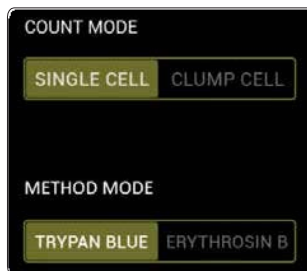 COUNT MODE
SINGLE CELL CLUMP CELL
METHOD MODE
TRYPAN BLUE ERYTHROSIN B